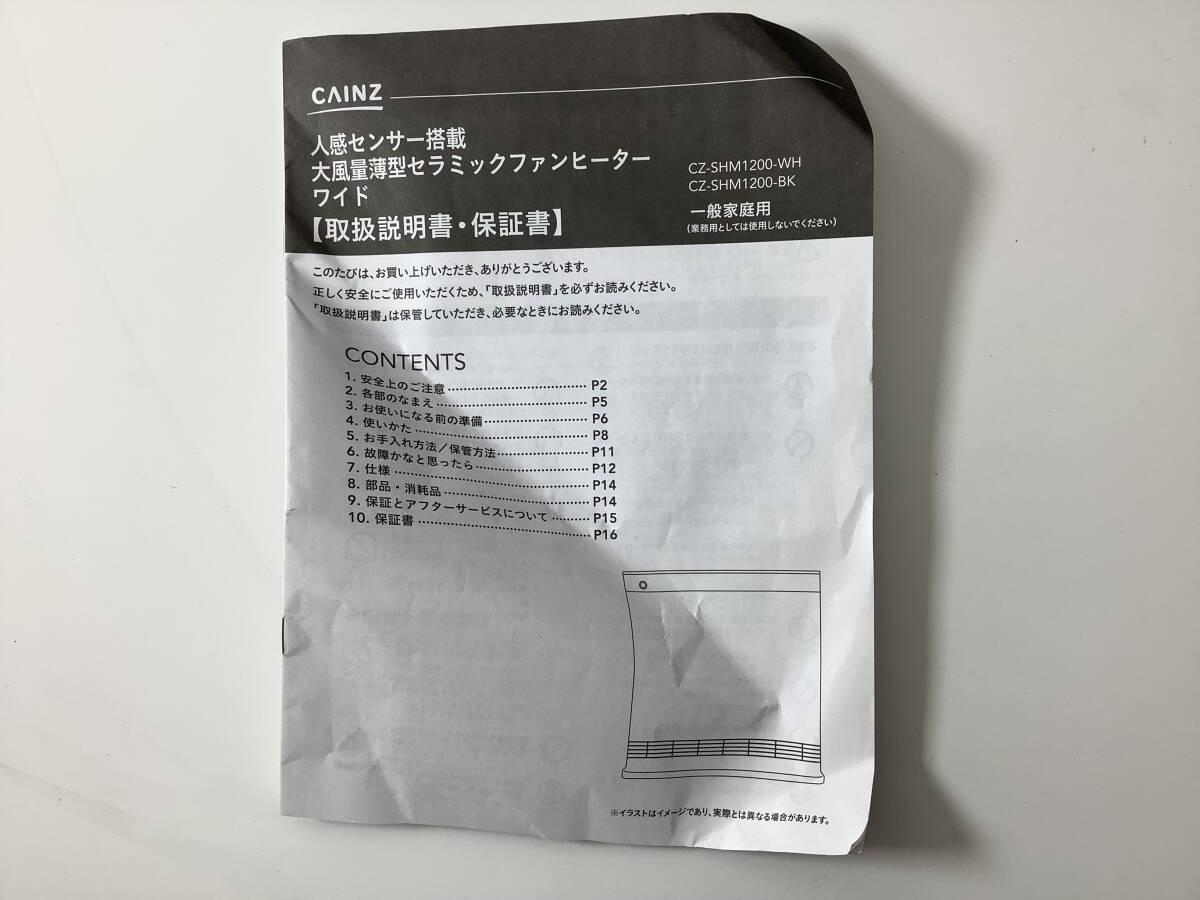 CAINZ
人感センサー搭載
大風量薄型セラミックファンヒーター
ワイド
【取扱説明書・保証書】
CZ-SHM1200-WH
CZ-SHM1200-BK
一般家庭用
(業務用としては使用しないでください)
このたびは、お買い上げいただき、ありがとうございます。
正しく安全にご使用いただくため、「取扱説明書」を必ずお読みください。
「取扱説明書」は保管していただき、必要なときにお読みください。
CONTENTS
1. 安全上のご注意 P2
2. 各部のなまえ P5
3. お使いになる前の準備 P6
4. 使いかた P8
5. お手入れ方法／保管方法 P11
6. 故障かなと思ったら P12
7. 仕様 P14
8. 部品・消耗品 P14
9. 保証とアフターサービスについて P15
10. 保証書 P16
※イラストはイメージであり、実際とは異なる場合があります。